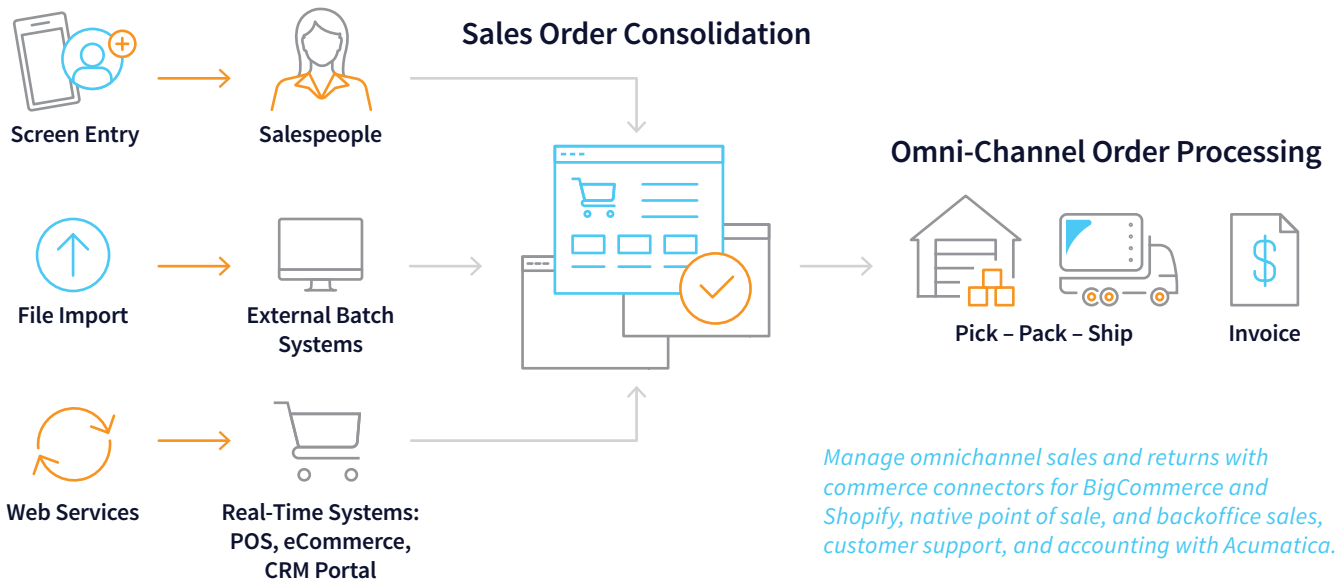 Sales Order Consolidation
Screen Entry
Salespeople
Omni-Channel Order Processing
File Import
External Batch
Systems
Pick – Pack – Ship
Invoice
Web Services
Real-Time Systems:
POS, eCommerce,
CRM Portal
Manage omnichannel sales and returns with
commerce connectors for BigCommerce and
Shopify, native point of sale, and backoffice sales,
customer support, and accounting with Acumatica.